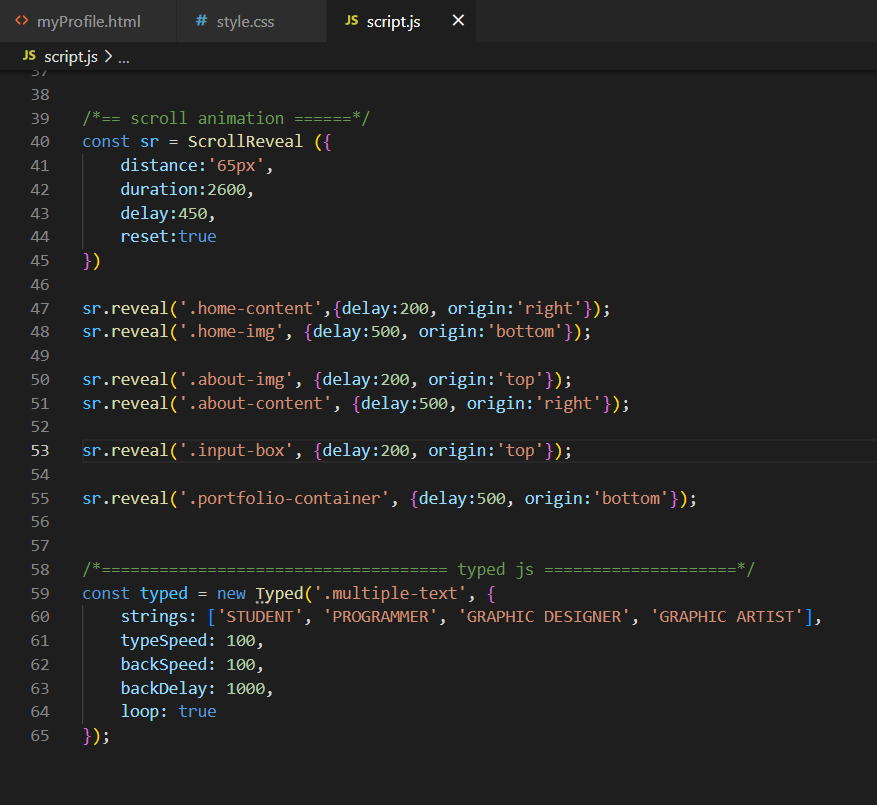 myProfile.html # style.css JS script.js ×
JS script.js > ...
37
38
39 /*== scroll animation ======*/
40 const sr = ScrollReveal ({
41     distance:'65px',
42     duration:2600,
43     delay:450,
44     reset:true
45 })
46
47 sr.reveal('.home-content',{delay:200, origin:'right'});
48 sr.reveal('.home-img', {delay:500, origin:'bottom'});
49
50 sr.reveal('.about-img', {delay:200, origin:'top'});
51 sr.reveal('.about-content', {delay:500, origin:'right'});
52
53 sr.reveal('.input-box', {delay:200, origin:'top'});
54
55 sr.reveal('.portfolio-container', {delay:500, origin:'bottom'});
56
57
58 /*==================================== typed js ====================*/
59 const typed = new Typed('.multiple-text', {
60     strings: ['STUDENT', 'PROGRAMMER', 'GRAPHIC DESIGNER', 'GRAPHIC ARTIST'],
61     typeSpeed: 100,
62     backSpeed: 100,
63     backDelay: 1000,
64     loop: true
65 });